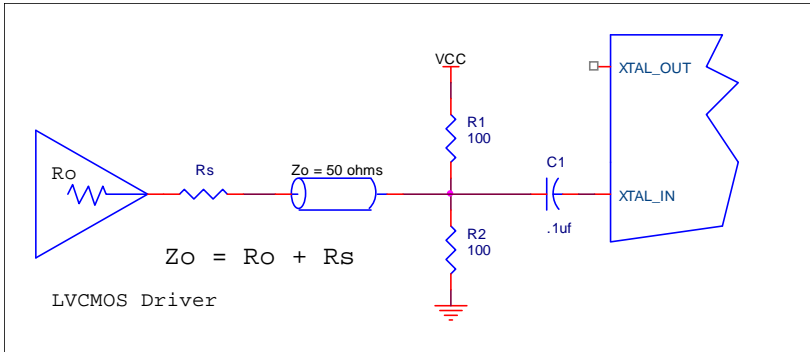 VCC
XTAL_OUT
R1
100
Ro
Rs
Zo = 50 ohms
C1
XTAL_IN
.1uf
R2
100
Zo = Ro + Rs
LVCMOS Driver